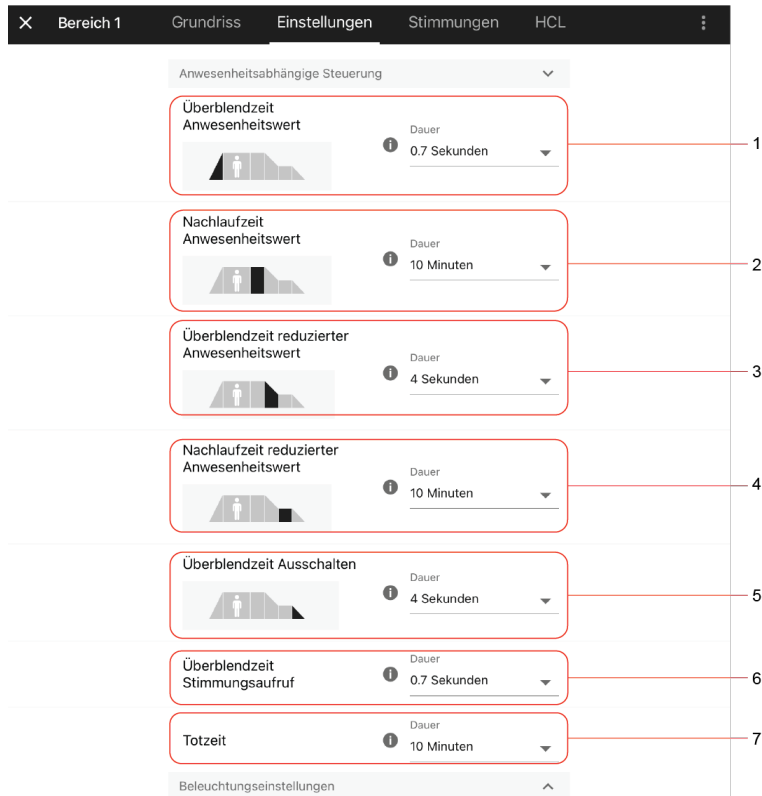 Bereich 1 Grundriss Einstellungen Stimmungen HCL
Anwesenheitsabhängige Steuerung
Überblendzeit
Anwesenheitswert
Dauer
0.7 Sekunden
1
Nachlaufzeit
Anwesenheitswert
Dauer
10 Minuten
2
Überblendzeit reduzierter
Anwesenheitswert
Dauer
4 Sekunden
3
Nachlaufzeit reduzierter
Anwesenheitswert
Dauer
10 Minuten
4
Überblendzeit Ausschalten
Dauer
4 Sekunden
5
Überblendzeit
Stimmungsaufruf
Dauer
0.7 Sekunden
6
Totzeit
Dauer
10 Minuten
7
Beleuchtungseinstellungen